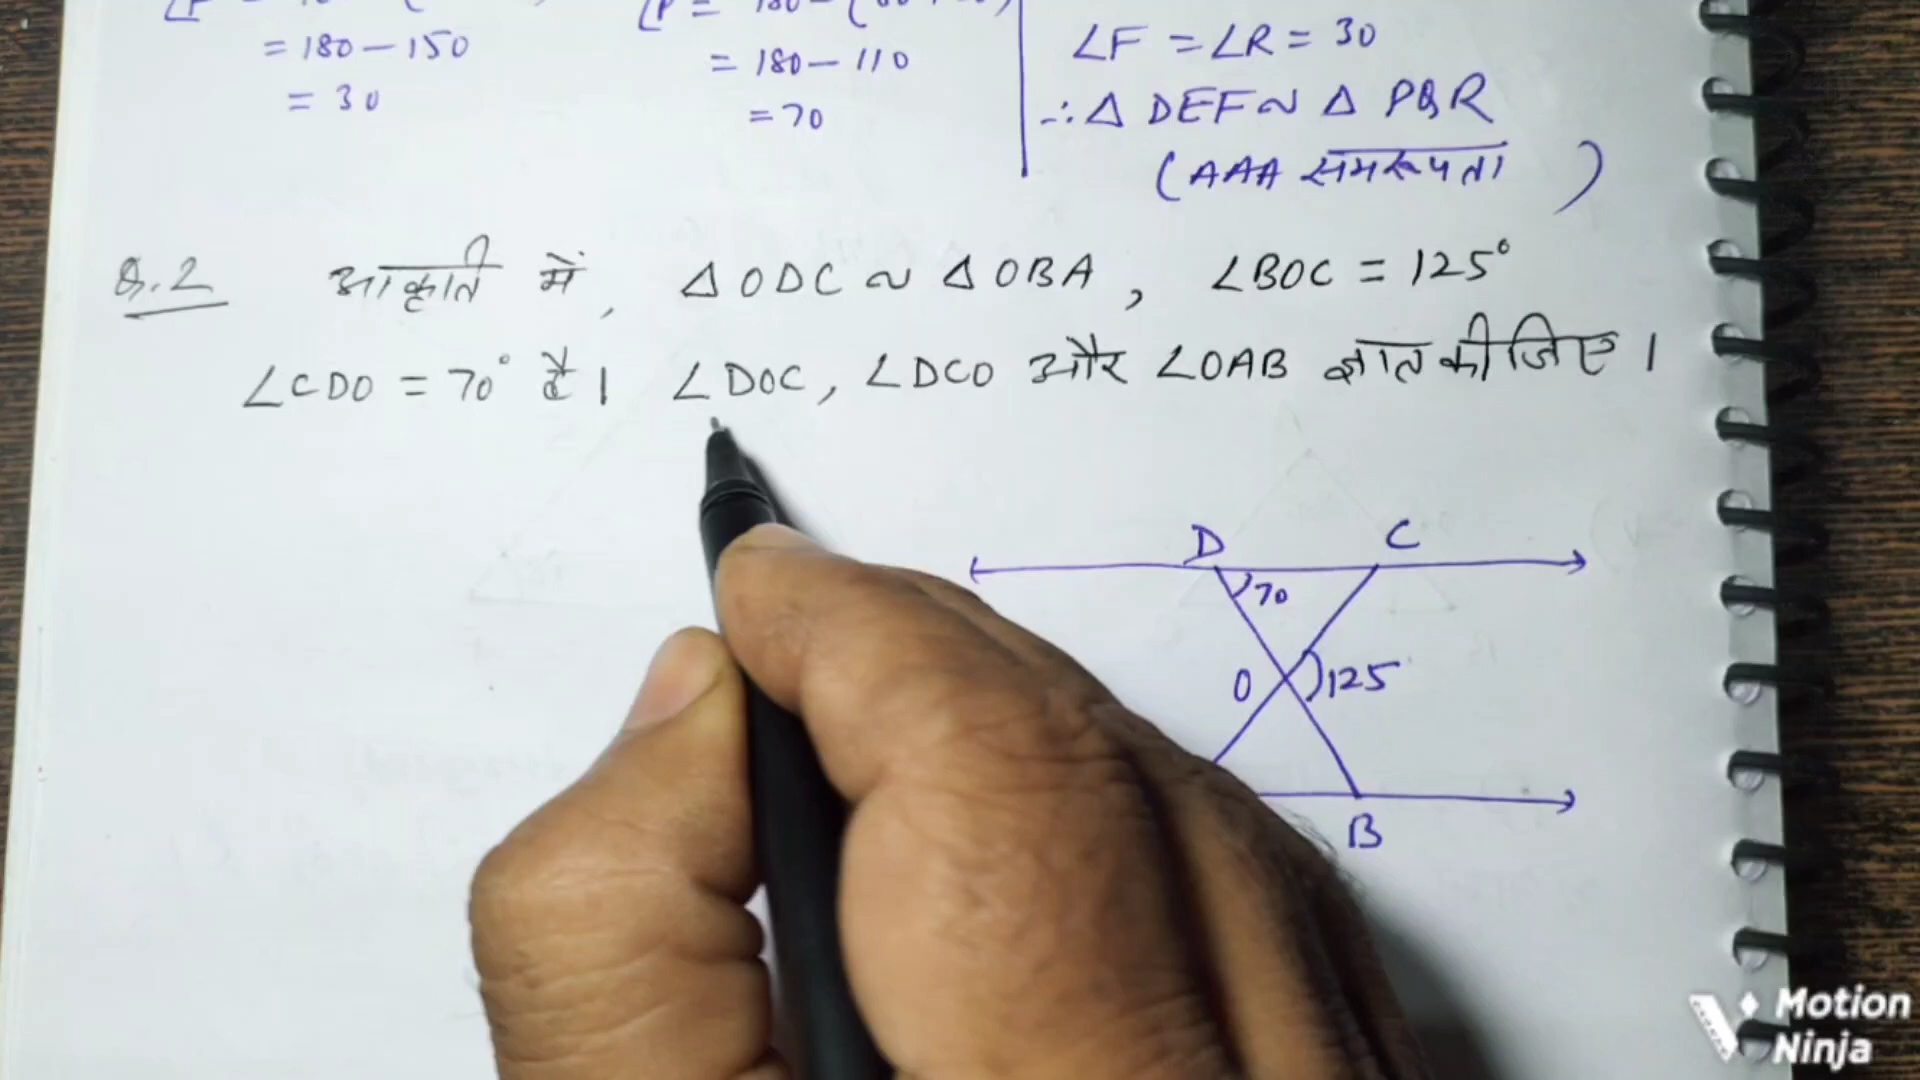 = 180 - 150
= 30
= 180 - 110
= 70
∠F = ∠R = 30
∴ Δ DEF ~ Δ PQR
(AAA समरूपता)
Q.2 आकृति में, Δ ODC ~ Δ OBA, ∠BOC = 125°
∠CDO = 70° है। ∠DOC, ∠DCO और ∠OAB ज्ञात कीजिए।
D C
70
O 125
B
Motion
Ninja